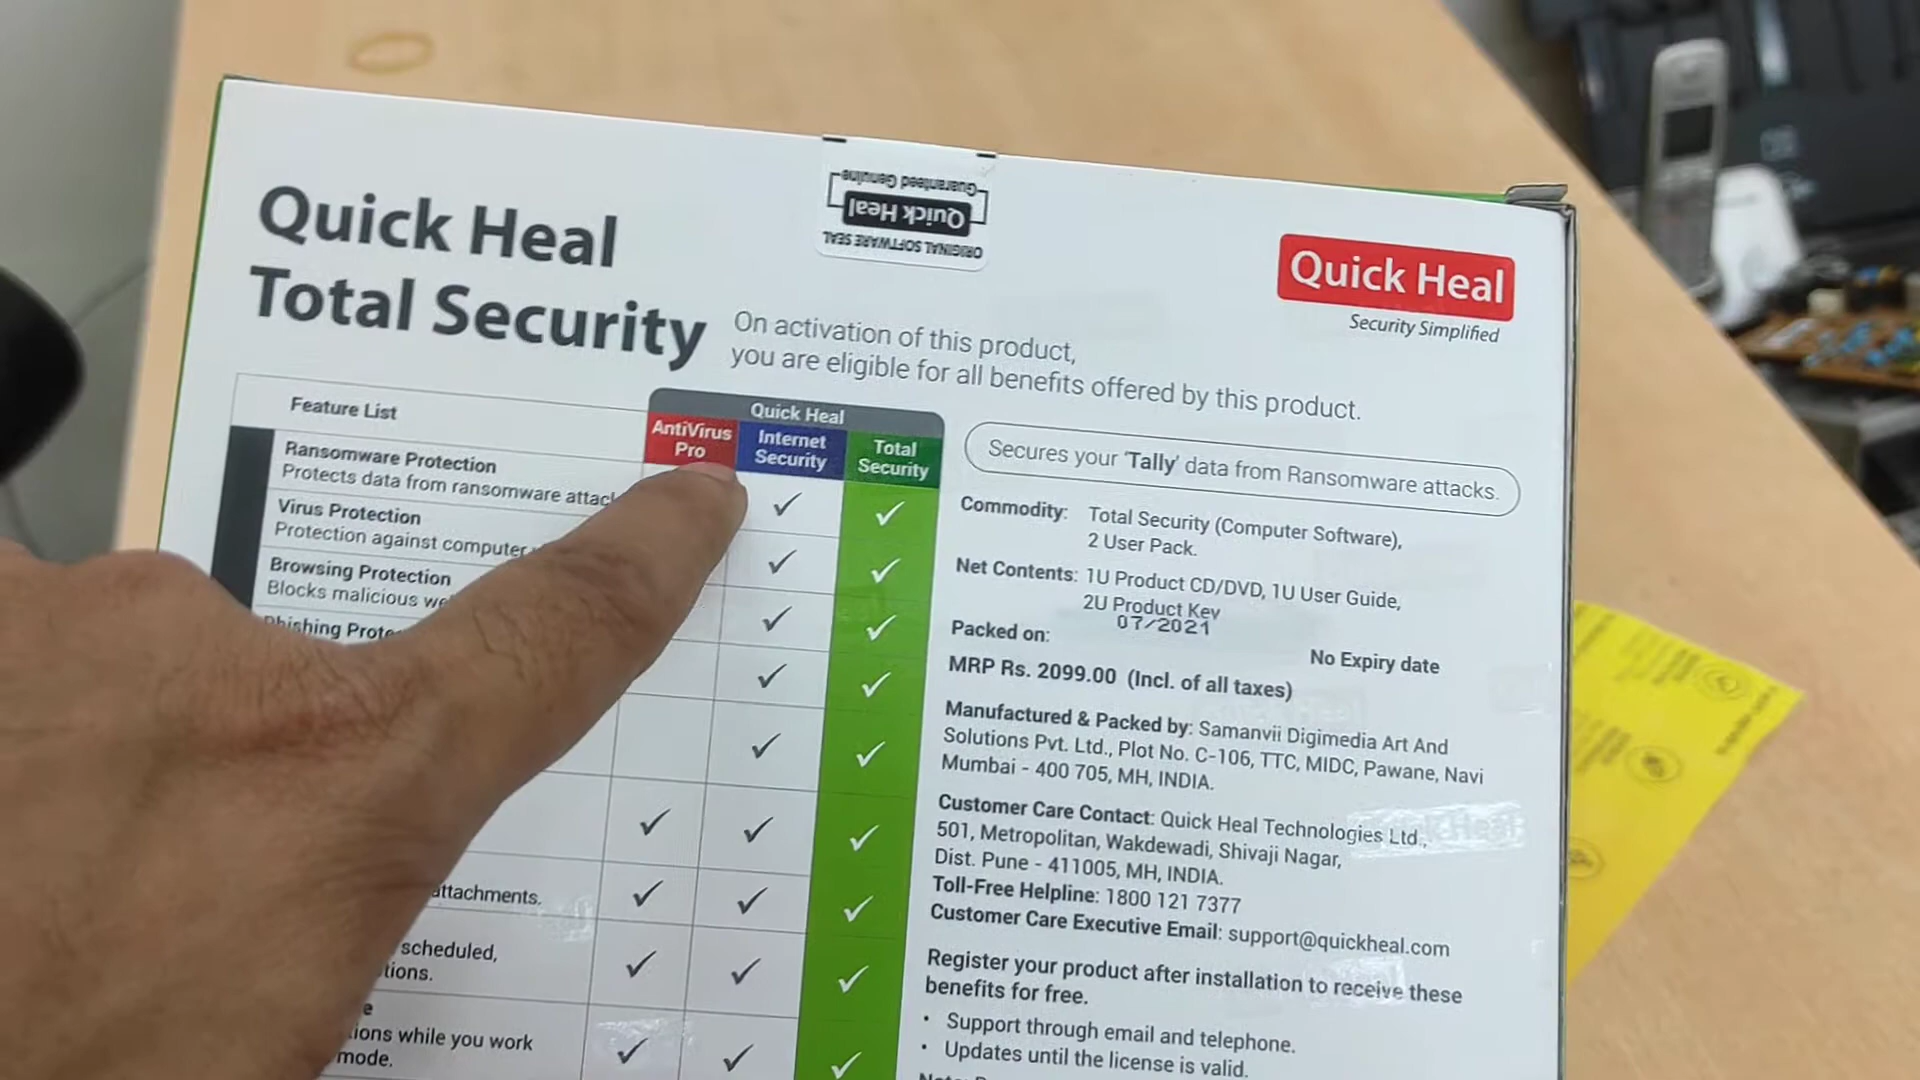 Guaranteed Genuine
Quick Heal
ORIGINAL SOFTWARE SEAL
Quick Heal
Total Security
Quick Heal
Security Simplified
On activation of this product,
you are eligible for all benefits offered by this product.
Feature List
Quick Heal
AntiVirus
Pro
Internet
Security
Total
Security
Ransomware Protection
Protects data from ransomware
Virus Protection
Protection against computer
Browsing Protection
Blocks malicious
Phishing
attachments.
scheduled,
while you work
mode.
Secures your 'Tally' data from Ransomware attacks.
Commodity: Total Security (Computer Software),
2 User Pack.
Net Contents: 1U Product CD/DVD, 1U User Guide,
2U Product Key
07/2021
Packed on:
No Expiry date
MRP Rs. 2099.00 (Incl. of all taxes)
Manufactured & Packed by: Samanvii Digimedia Art And
Solutions Pvt. Ltd., Plot No. C-106, TTC, MIDC, Pawane, Navi
Mumbai - 400 705, MH, INDIA.
Customer Care Contact: Quick Heal Technologies Ltd.,
501, Metropolitan, Wakdewadi, Shivaji Nagar,
Dist. Pune - 411005, MH, INDIA.
Toll-Free Helpline: 1800 121 7377
Customer Care Executive Email: support@quickheal.com
Register your product after installation to receive these
benefits for free.
• Support through email and telephone.
• Updates until the license is valid.